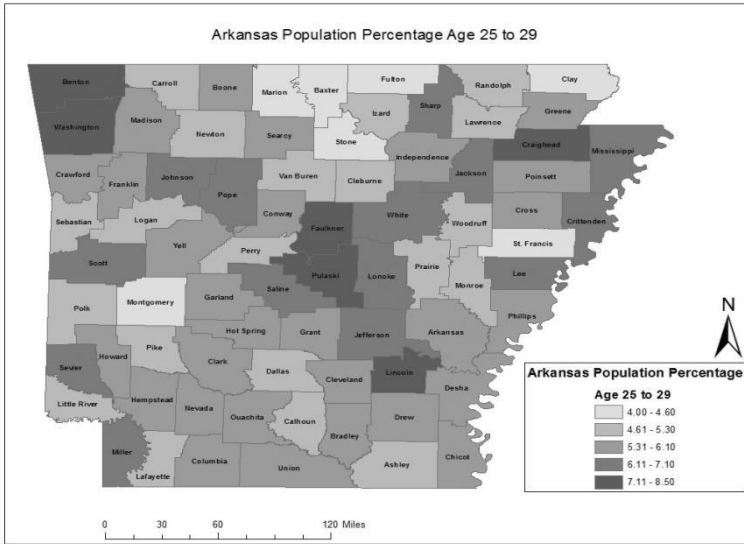 Arkansas Population Percentage Age 25 to 29
Benton Carroll Boone Marion Baxter Fulton Randolph Clay
Sharp
Izard Greene
Washington Madison Newton Searcy Stone Lawrence
Craighead Mississippi
Independence
Crawford Franklin Johnson Pope Van Buren Cleburne Jackson Poinsett
Sebastian Logan Conway White Woodruff Cross Crittenden
Faulkner
Yell Perry St. Francis
Scott Pulaski Lonoke Prairie Lee
Saline Monroe
Polk Montgomery Garland Phillips
Hot Spring Grant Jefferson Arkansas
Howard Pike Clark
Sevier Dallas Cleveland Lincoln Desha
Little River Hempstead Nevada Ouachita Calhoun Drew
Bradley
Miller Lafayette Columbia Union Ashley Chicot
N
Arkansas Population Percentage
Age 25 to 29
4.00 - 4.60
4.61 - 5.30
5.31 - 6.10
6.11 - 7.10
7.11 - 8.50
0 30 60 120 Miles